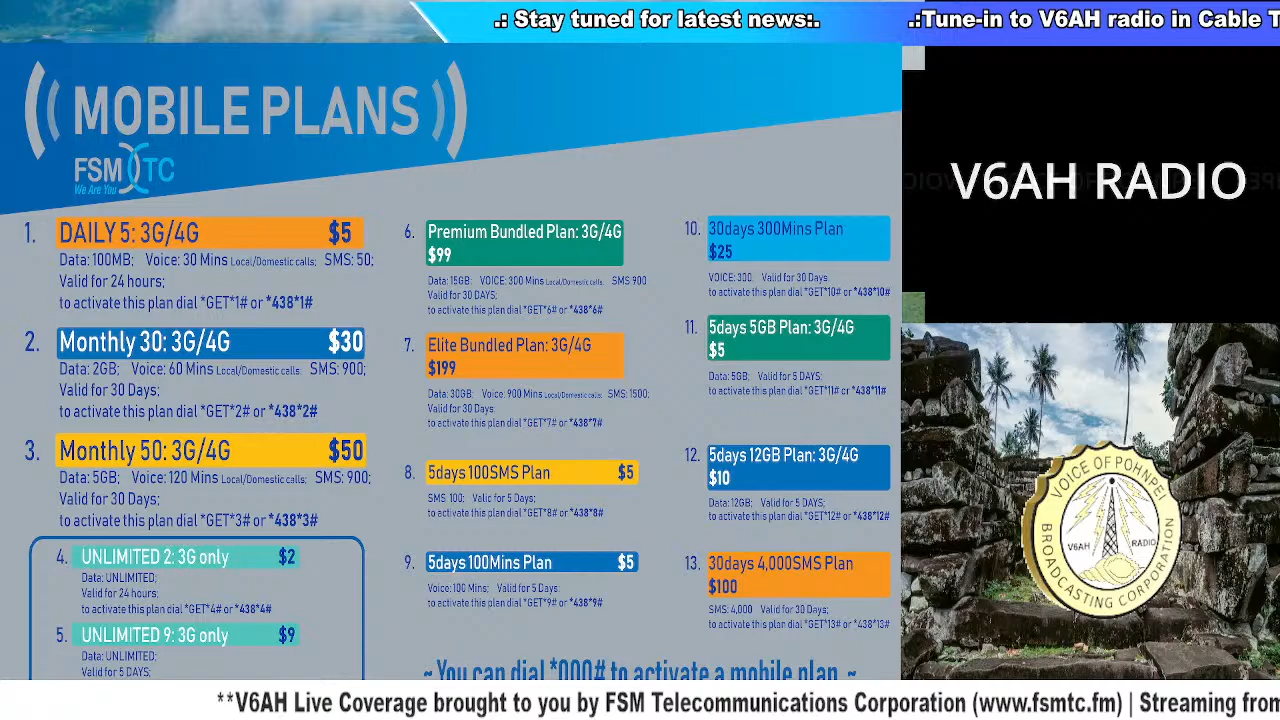 .: Stay tuned for latest news:.
.:Tune-in to V6AH radio in Cable T
MOBILE PLANS
FSM TC
We Are You
1. DAILY 5: 3G/4G $5
Data: 100MB; Voice: 30 Mins Local/Domestic calls; SMS: 50;
Valid for 24 hours;
to activate this plan dial *GET*1# or *438*1#
2. Monthly 30: 3G/4G $30
Data: 2GB; Voice: 60 Mins Local/Domestic calls. SMS: 900;
Valid for 30 Days;
to activate this plan dial *GET*2# or *438*2#
3. Monthly 50: 3G/4G $50
Data: 5GB; Voice: 120 Mins Local/Domestic calls; SMS: 900;
Valid for 30 Days;
to activate this plan dial *GET*3# or *438*3#
4. UNLIMITED 2: 3G only $2
Data: UNLIMITED;
Valid for 24 hours;
to activate this plan dial *GET*4# or *438*4#
5. UNLIMITED 9: 3G only $9
Data: UNLIMITED;
Valid for 5 DAYS;
6. Premium Bundled Plan: 3G/4G
$99
Data: 15GB; VOICE: 300 Mins Local/Domestic calls. SMS 900
Valid for 30 DAYS;
to activate this plan dial *GET*6# or *438*6#
7. Elite Bundled Plan: 3G/4G
$199
Data: 30GB; Voice: 900 Mins Local/Domestic calls; SMS: 1500;
Valid for 30 Days;
to activate this plan dial *GET*7# or *438*7#
8. 5days 100SMS Plan $5
SMS 100; Valid for 5 Days;
to activate this plan dial *GET*8# or *438*8#
9. 5days 100Mins Plan $5
Voice: 100 Mins; Valid for 5 Days;
to activate this plan dial *GET*9# or *438*9#
10. 30days 300Mins Plan
$25
VOICE: 300 Valid for 30 Days;
to activate this plan dial *GET*10# or *438*10#
11. 5days 5GB Plan: 3G/4G
$5
Data: 5GB; Valid for 5 DAYS;
to activate this plan dial *GET*11# or *438*11#
12. 5days 12GB Plan: 3G/4G
$10
Data: 12GB; Valid for 5 DAYS;
to activate this plan dial *GET*12# or *438*12#
13. 30days 4,000SMS Plan
$100
SMS: 4,000 Valid for 30 Days;
to activate this plan dial *GET*13# or *438*13#
~ You can dial *000# to activate a mobile plan ~
V6AH RADIO
VOICE OF POHNPEI
V6AH RADIO
BROADCASTING CORPORATION
**V6AH Live Coverage brought to you by FSM Telecommunications Corporation (www.fsmtc.fm) | Streaming from